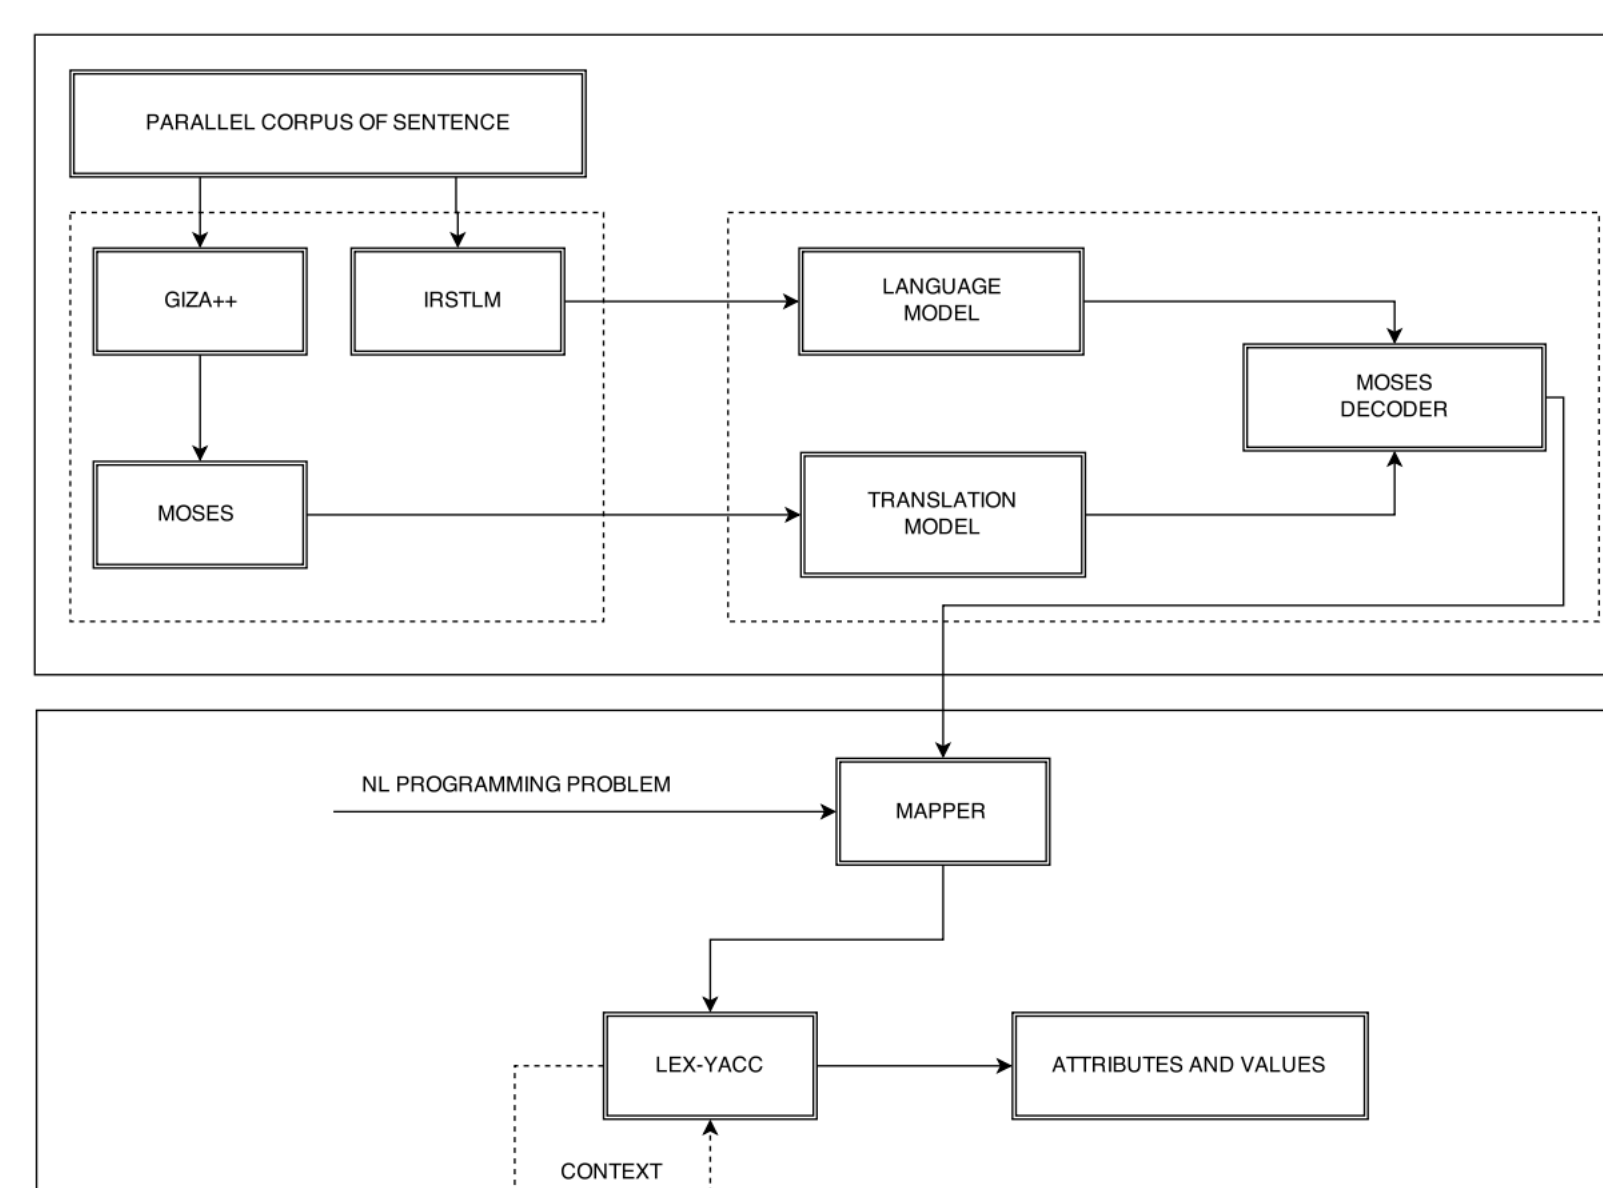 PARALLEL CORPUS OF SENTENCE
GIZA++
IRSTLM
LANGUAGE
MODEL
MOSES
DECODER
MOSES
TRANSLATION
MODEL
NL PROGRAMMING PROBLEM
MAPPER
LEX-YACC
ATTRIBUTES AND VALUES
CONTEXT